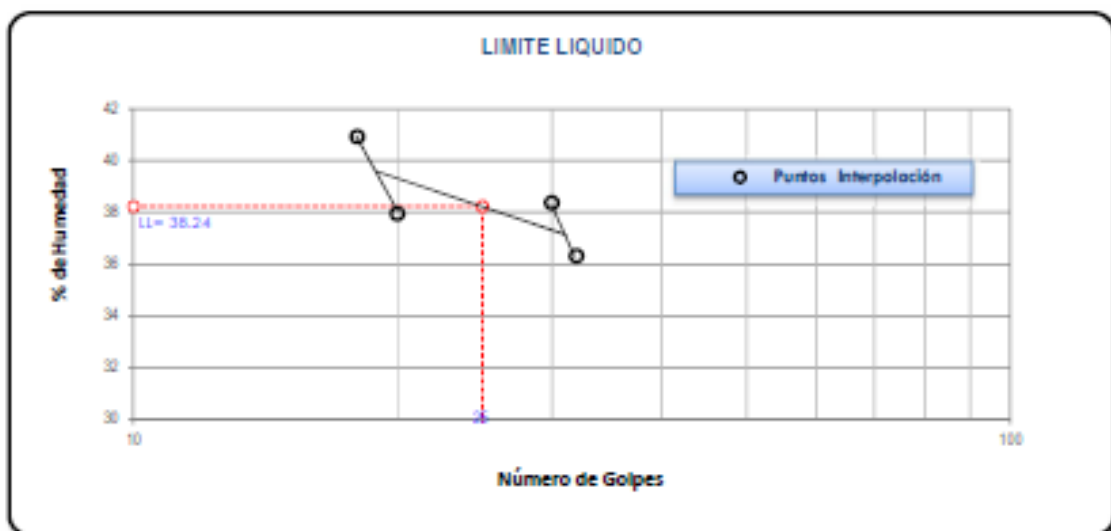 LIMITE LIQUIDO
% de Humedad
42
40
38
36
34
32
30
Puntos Interpolación
LL= 38.24
10
100
Número de Golpes